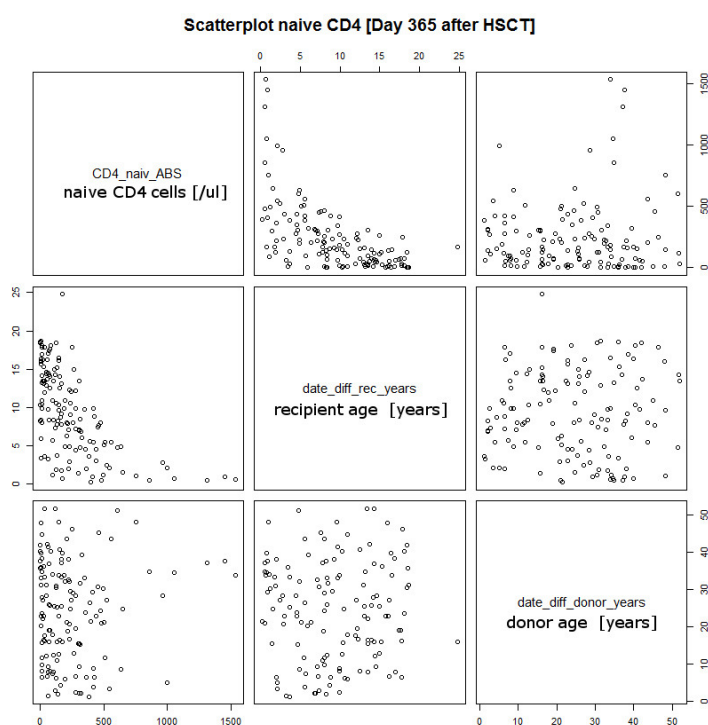 Scatterplot naive CD4 [Day 365 after HSCT]
0 5 10 15 20 25
CD4_naiv_ABS
naive CD4 cells [/ul]
0 500 1000 1500
0 5 10 15 20 25
date_diff_rec_years
recipient age [years]
date_diff_donor_years
donor age [years]
0 10 20 30 40 50
0 500 1000 1500
0 10 20 30 40 50